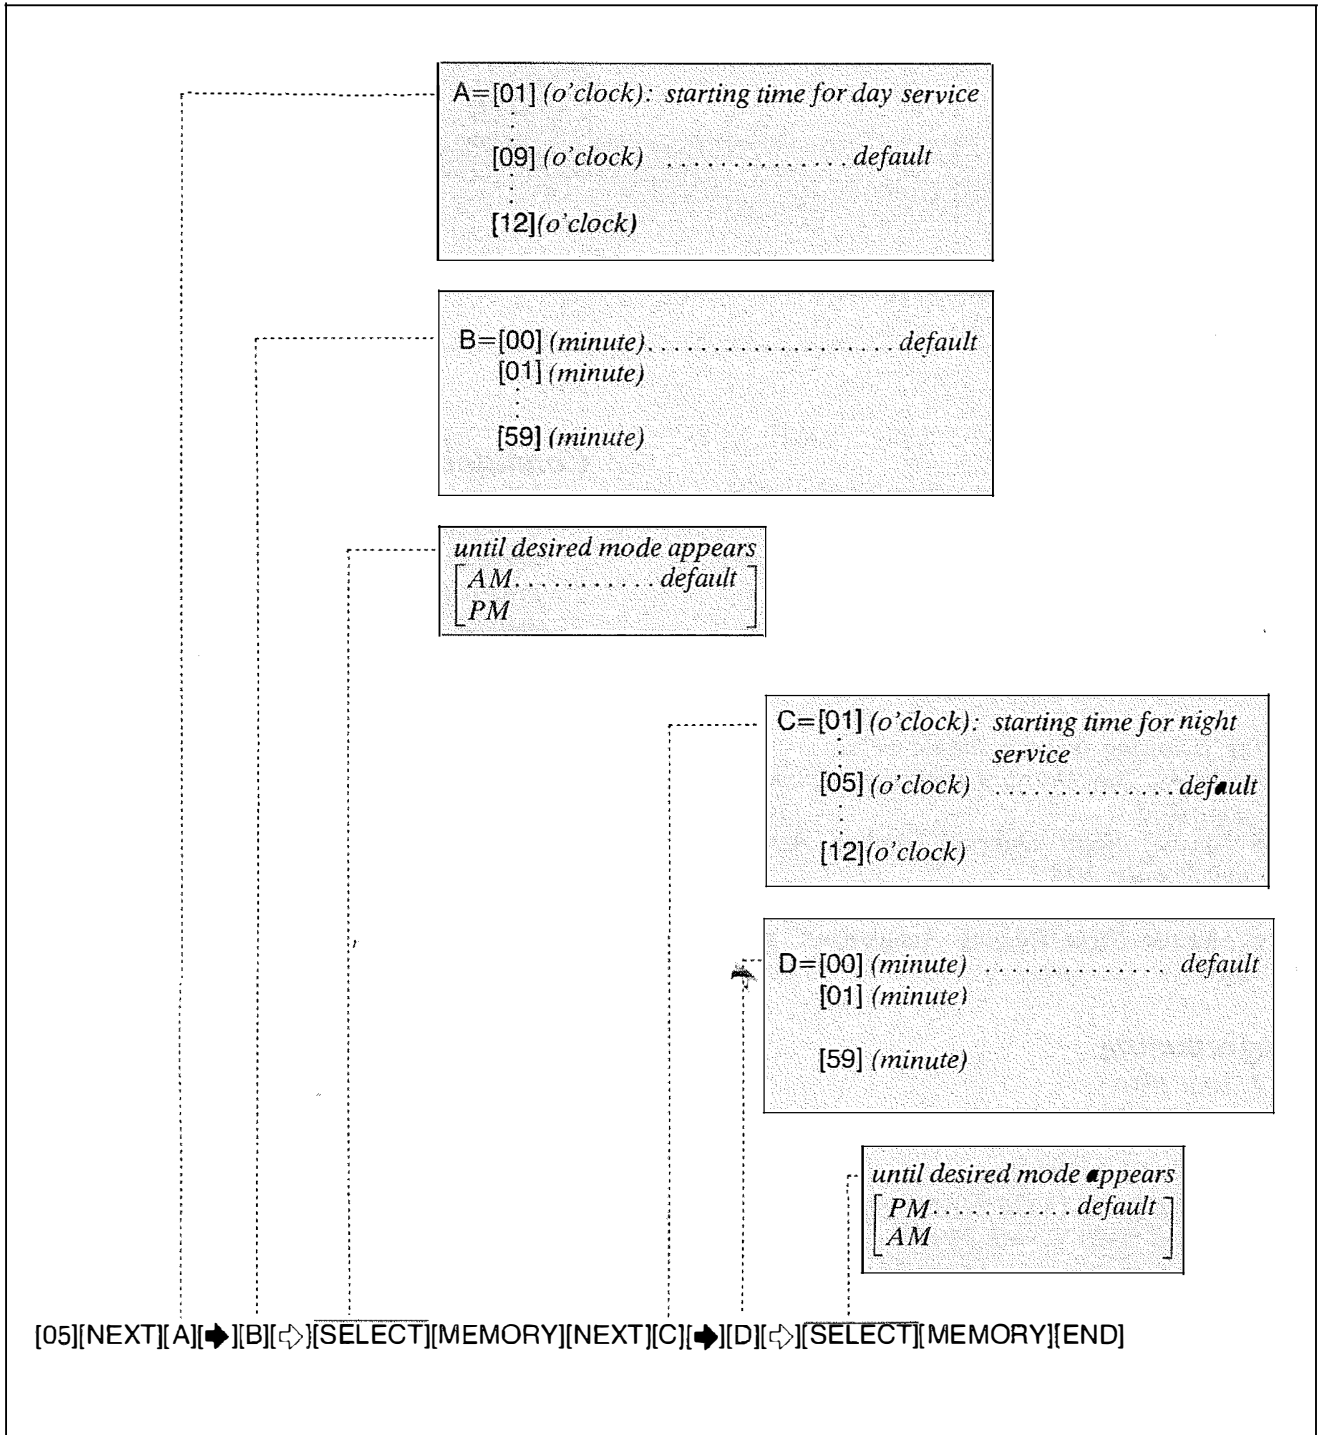 A=[01] (o'clock): starting time for day service
[09] (o'clock) .............. default
[12](o'clock)
B=[00] (minute)................... default
[01] (minute)
[59] (minute)
until desired mode appears
AM........... default
PM
C=[01] (o'clock): starting time for night
service
[05] (o'clock) .............. default
[12](o'clock)
D=[00] (minute) .............. default
[01] (minute)
[59] (minute)
until desired mode appears
PM........... default
AM
[05][NEXT][A][➧][B][⇨][SELECT][MEMORY][NEXT][C][➧][D][⇨][SELECT][MEMORY][END]